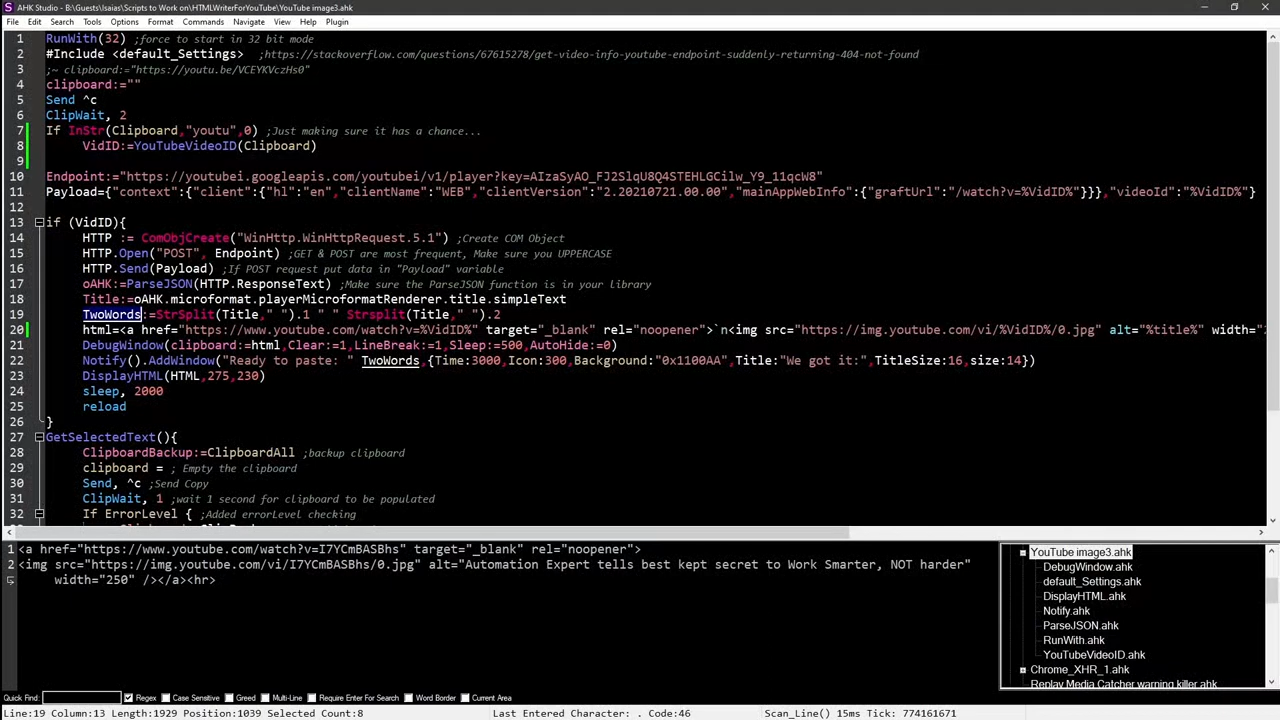 AHK Studio - B:\Guests\Isaias\Scripts to Work on\HTMLWriterForYouTube\YouTube image3.ahk
File Edit Search Tools Options Format Commands Navigate View Help Plugin
1 RunWith(32) ;force to start in 32 bit mode
2 #Include <default_Settings> ;https://stackoverflow.com/questions/67615278/get-video-info-youtube-endpoint-suddenly-returning-404-not-found
3 ;~ clipboard:="https://youtu.be/VCEYKVczHs0"
4 clipboard:=""
5 Send ^c
6 ClipWait, 2
7 If InStr(Clipboard,"youtu",0) ;Just making sure it has a chance...
8 VidID:=YouTubeVideoID(Clipboard)
9
10 Endpoint:="https://youtubei.googleapis.com/youtubei/v1/player?key=AIzaSyAO_FJ2SlqU8Q4STEHLGCilw_Y9_11qcW8"
11 Payload={"context":{"client":{"hl":"en","clientName":"WEB","clientVersion":"2.20210721.00.00","mainAppWebInfo":{"graftUrl":"/watch?v=%VidID%"}}},"videoId":"%VidID%"}
12
13 if (VidID){
14 HTTP := ComObjCreate("WinHttp.WinHttpRequest.5.1") ;Create COM Object
15 HTTP.Open("POST", Endpoint) ;GET & POST are most frequent, Make sure you UPPERCASE
16 HTTP.Send(Payload) ;If POST request put data in "Payload" variable
17 oAHK:=ParseJSON(HTTP.ResponseText) ;Make sure the ParseJSON function is in your library
18 Title:=oAHK.microformat.playerMicroformatRenderer.title.simpleText
19 TwoWords:=StrSplit(Title," ").1 " " Strsplit(Title," ").2
20 html=<a href="https://www.youtube.com/watch?v=%VidID%" target="_blank" rel="noopener">`n<img src="https://img.youtube.com/vi/%VidID%/0.jpg" alt="%title%" width=
21 DebugWindow(clipboard:=html,Clear:=1,LineBreak:=1,Sleep:=500,AutoHide:=0)
22 Notify().AddWindow("Ready to paste: " TwoWords,{Time:3000,Icon:300,Background:"0x1100AA",Title:"We got it:",TitleSize:16,size:14})
23 DisplayHTML(HTML,275,230)
24 sleep, 2000
25 reload
26 }
27 GetSelectedText(){
28 ClipboardBackup:=ClipboardAll ;backup clipboard
29 clipboard = ; Empty the clipboard
30 Send, ^c ;Send Copy
31 ClipWait, 1 ;wait 1 second for clipboard to be populated
32 If ErrorLevel { ;Added errorLevel checking
1 <a href="https://www.youtube.com/watch?v=I7YCmBASBhs" target="_blank" rel="noopener">
2 <img src="https://img.youtube.com/vi/I7YCmBASBhs/0.jpg" alt="Automation Expert tells best kept secret to Work Smarter, NOT harder"
width="250" /></a><hr>
YouTube image3.ahk
DebugWindow.ahk
default_Settings.ahk
DisplayHTML.ahk
Notify.ahk
ParseJSON.ahk
RunWith.ahk
YouTubeVideoID.ahk
Chrome_XHR_1.ahk
Replay Media Catcher warning killer.ahk
Quick Find: Regex Case Sensitive Greed Multi-Line Require Enter For Search Word Border Current Area
Line:19 Column:13 Length:1929 Position:1039 Selected Count:8 Last Entered Character: . Code:46 Scan_Line() 15ms Tick: 774161671